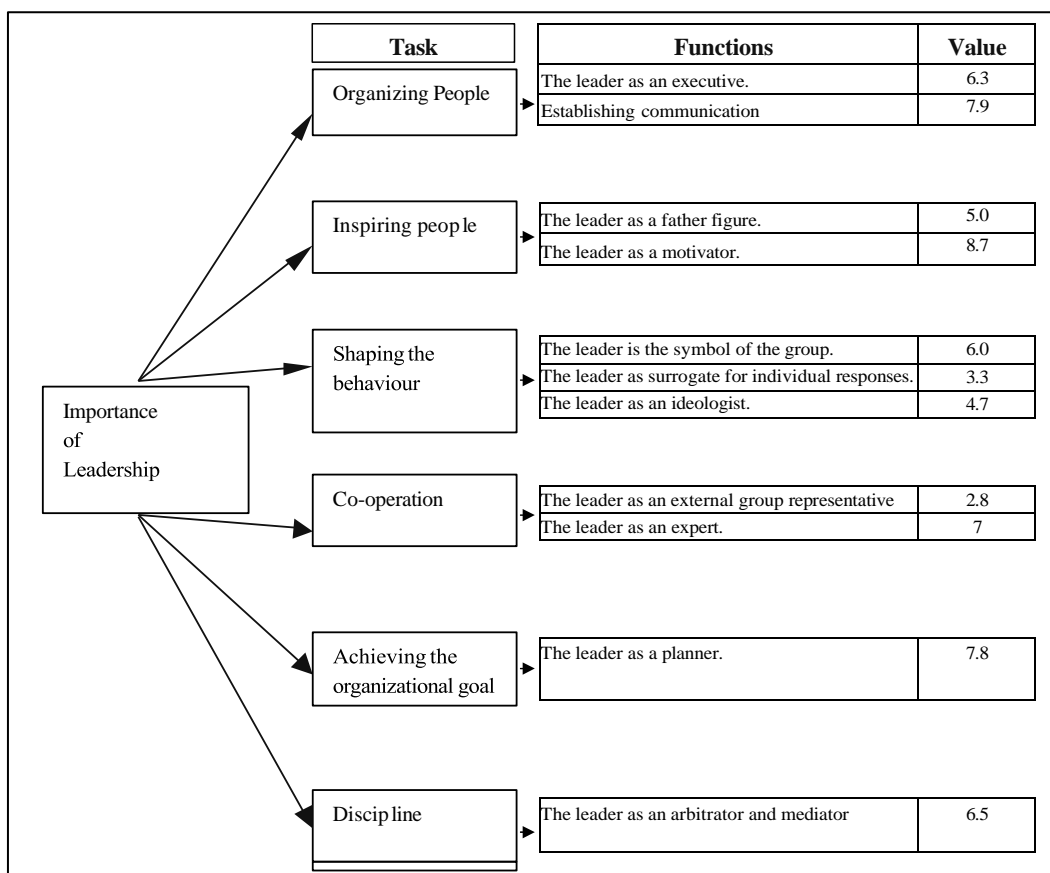 Task Functions Value
Organizing People
The leader as an executive. 6.3
Establishing communication 7.9
Inspiring people
The leader as a father figure. 5.0
The leader as a motivator. 8.7
Shaping the
behaviour
The leader is the symbol of the group. 6.0
The leader as surrogate for individual responses. 3.3
The leader as an ideologist. 4.7
Importance
of
Leadership
Co-operation
The leader as an external group representative 2.8
The leader as an expert. 7
Achieving the
organizational goal
The leader as a planner. 7.8
Discipline
The leader as an arbitrator and mediator 6.5